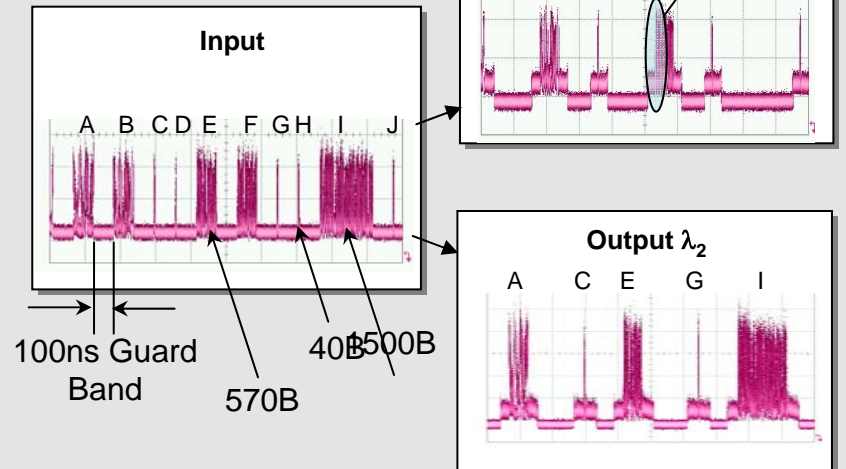 Input
A B C D E F G H I J
100ns Guard
Band
570B
40B
1500B
Output λ2
A C E G I